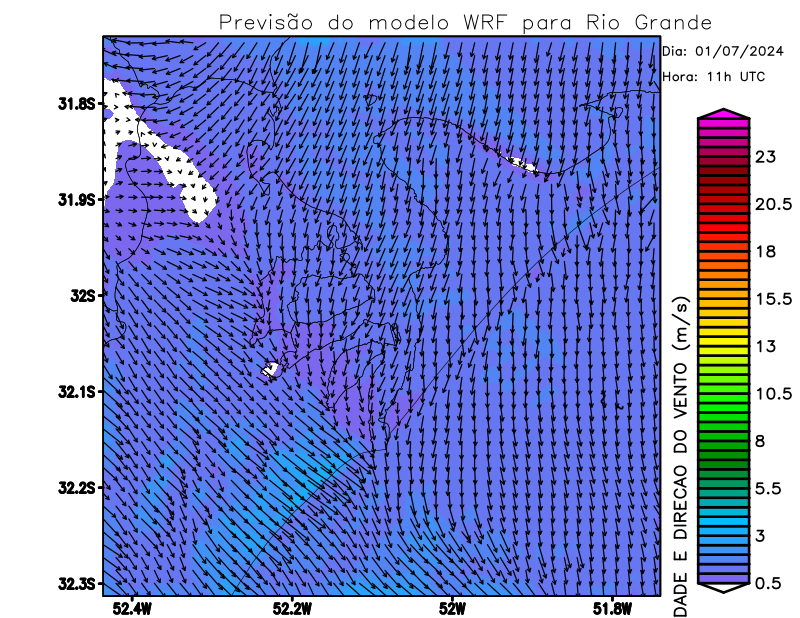 Previsão do modelo WRF para Rio Grande
Dia: 01/07/2024
Hora: 11h UTC
31.8S
31.9S
32S
32.1S
32.2S
32.3S
52.4W
52.2W
52W
51.8W
23
20.5
18
15.5
13
10.5
8
5.5
3
0.5
DADE E DIRECAO DO VENTO (m/s)